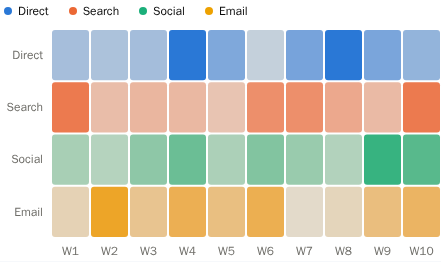 Direct Search Social Email
Direct
Search
Social
Email
W1 W2 W3 W4 W5 W6 W7 W8 W9 W10